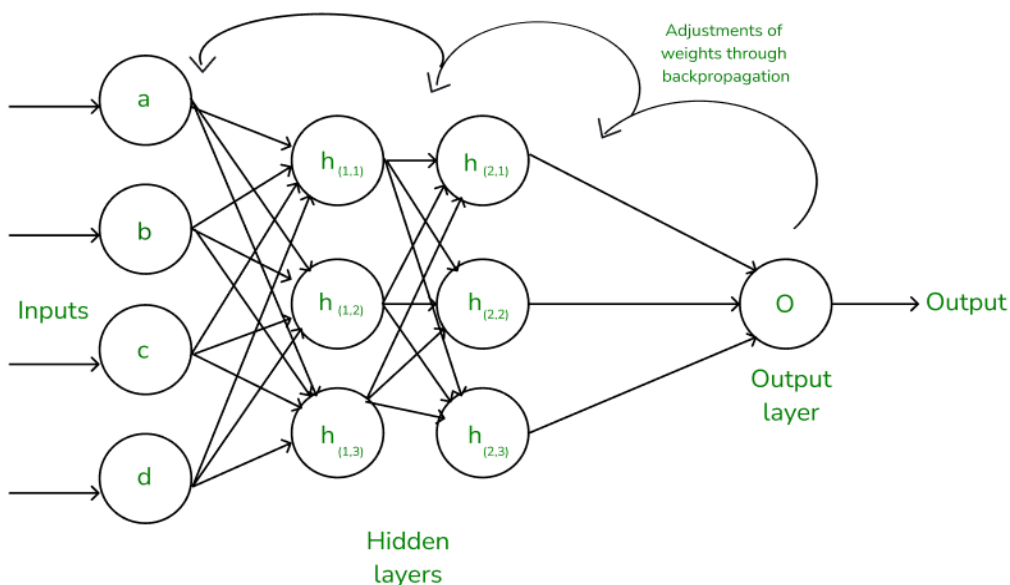 Adjustments of
weights through
backpropagation
a
h (1,1)
h (2,1)
b
Inputs
h (1,2)
h (2,2)
O
Output
c
Output
layer
h (1,3)
h (2,3)
d
Hidden
layers